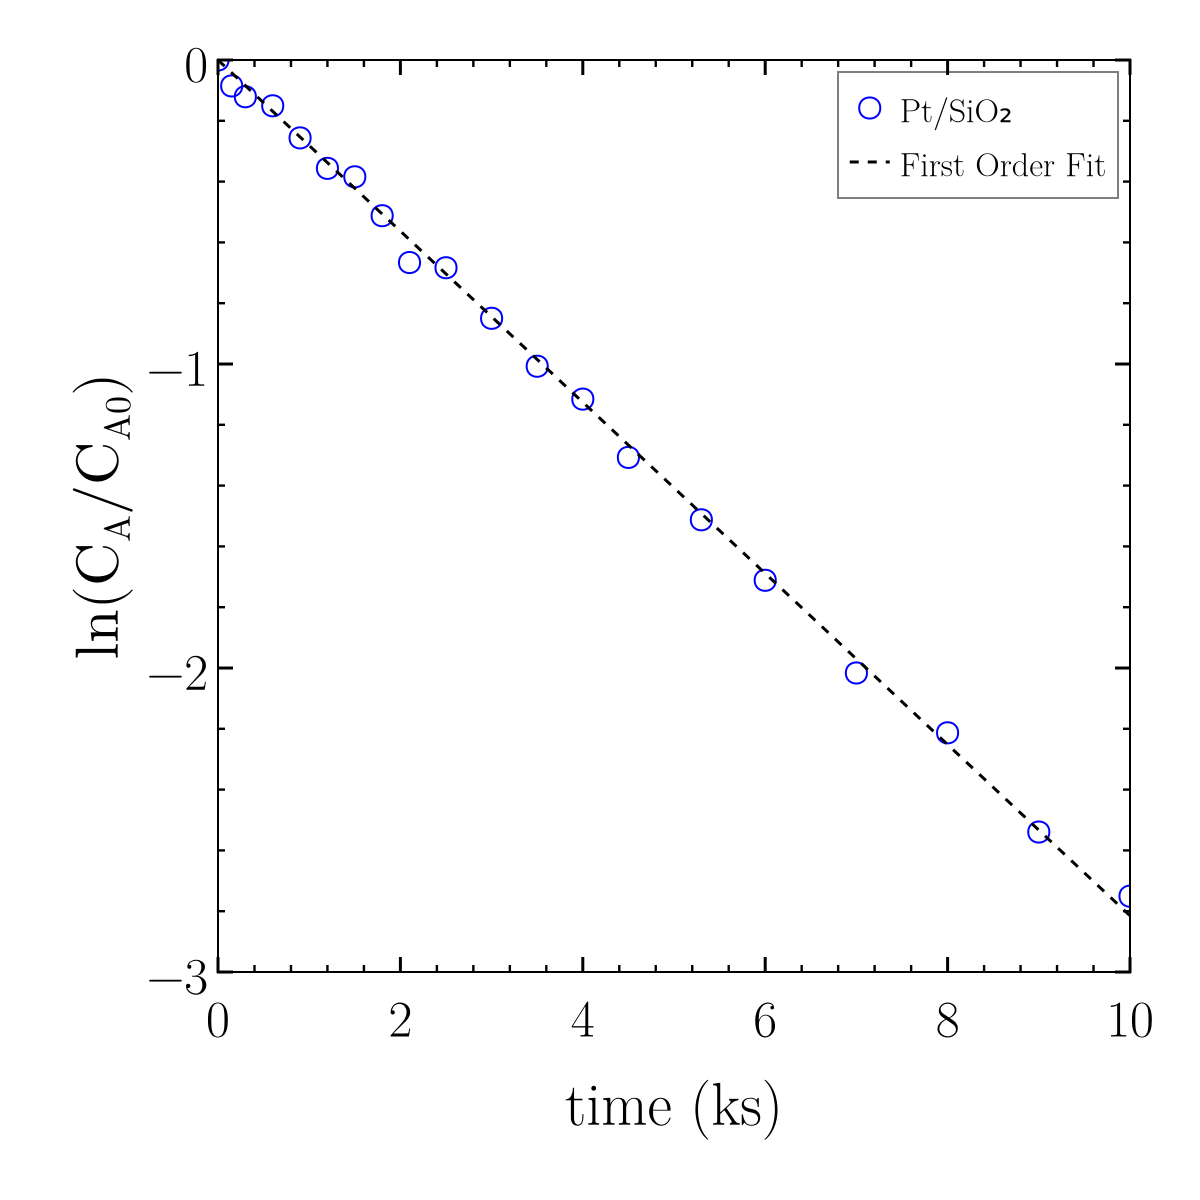 0
−1
−2
−3
0 2 4 6 8 10
time (ks)
ln(C_A/C_A0)
Pt/SiO₂
First Order Fit